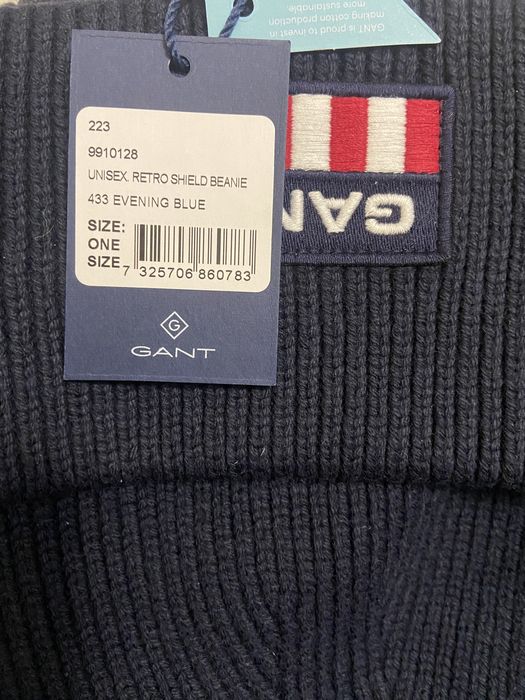 GANT is proud to invest in
making cotton production
more sustainable.
223
9910128
UNISEX. RETRO SHIELD BEANIE
433 EVENING BLUE
SIZE:
ONE
SIZE
7 325706 860783
G
GANT
GAN